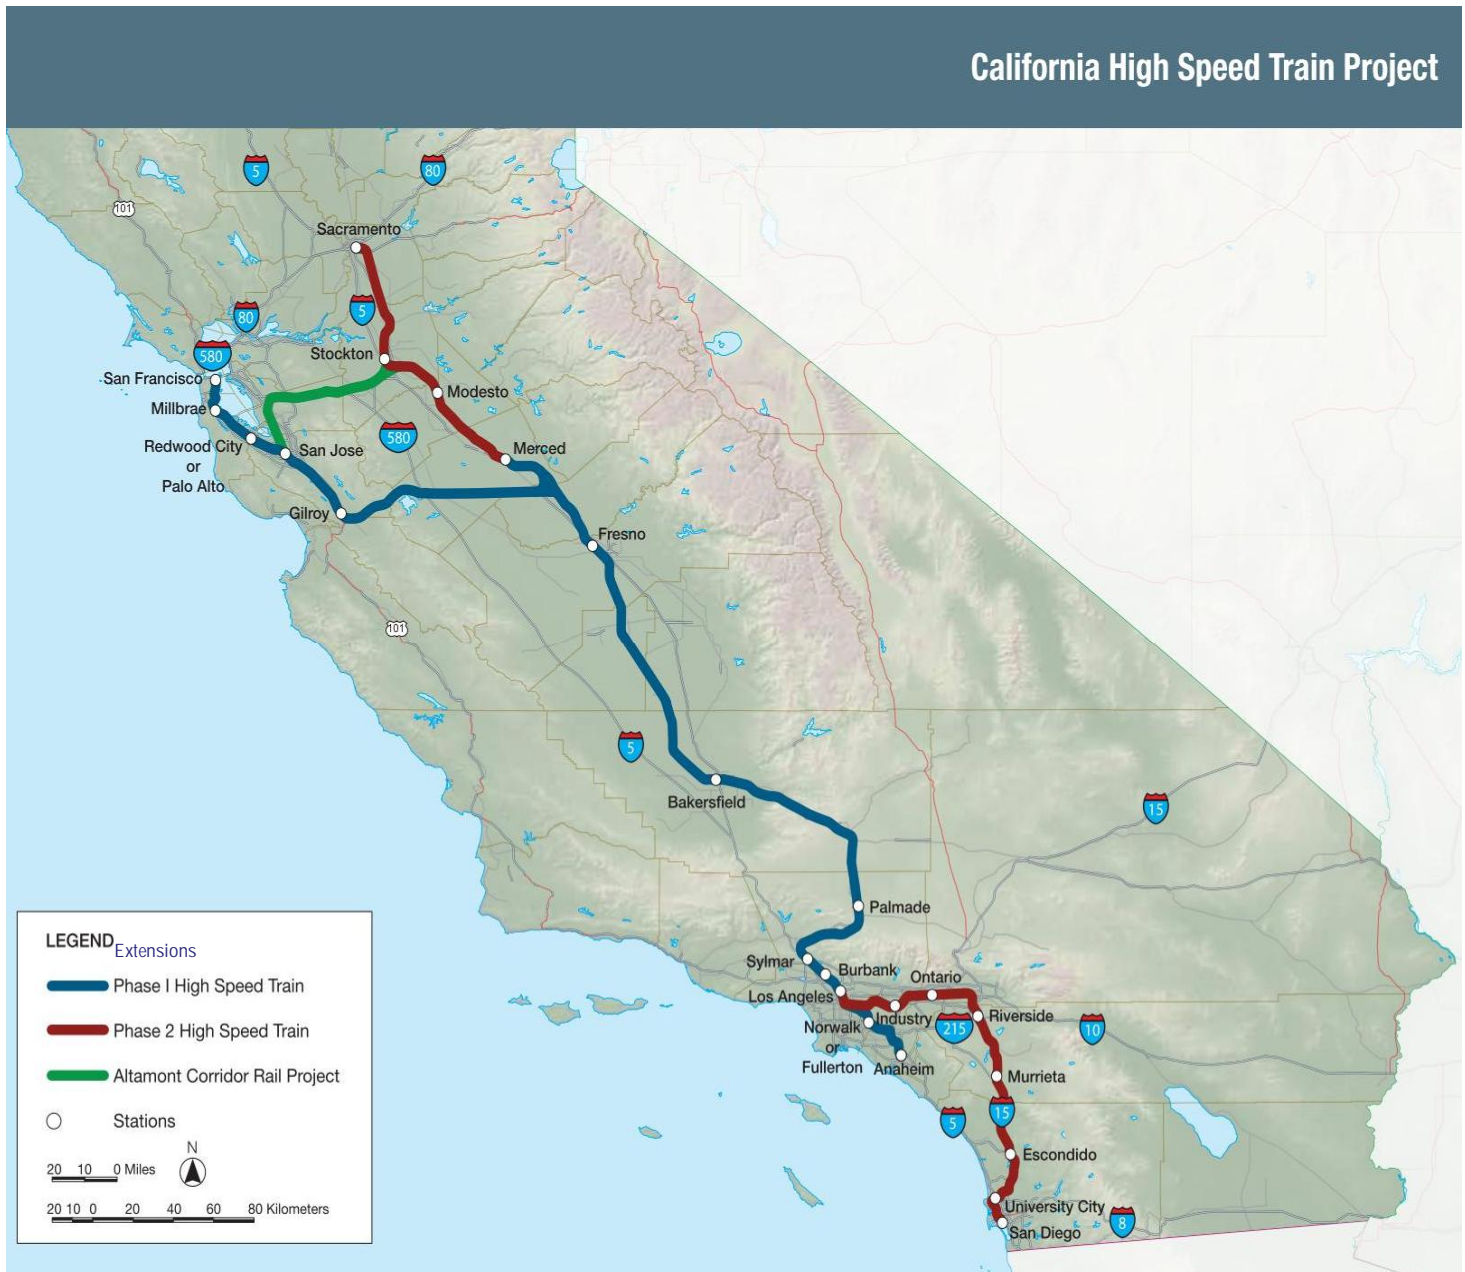 California High Speed Train Project
5
80
101
Sacramento
80
5
580
Stockton
San Francisco
Millbrae
Modesto
580
Redwood City
or
Palo Alto
San Jose
Merced
Gilroy
Fresno
101
5
Bakersfield
15
Palmade
Sylmar
Burbank
Ontario
Los Angeles
Industry
Riverside
Norwalk
or
Fullerton
215
10
Anaheim
Murrieta
15
5
Escondido
University City
San Diego
8
LEGEND
Extensions
Phase I High Speed Train
Phase 2 High Speed Train
Altamont Corridor Rail Project
Stations
N
20 10 0 Miles
20 10 0 20 40 60 80 Kilometers